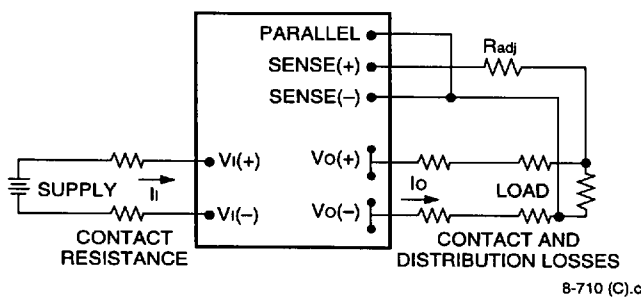 PARALLEL
SENSE(+)
SENSE(–)
Radj
VI(+)
VI(–)
VO(+)
VO(–)
SUPPLY
II
IO
LOAD
CONTACT
RESISTANCE
CONTACT AND
DISTRIBUTION LOSSES
8-710 (C).c